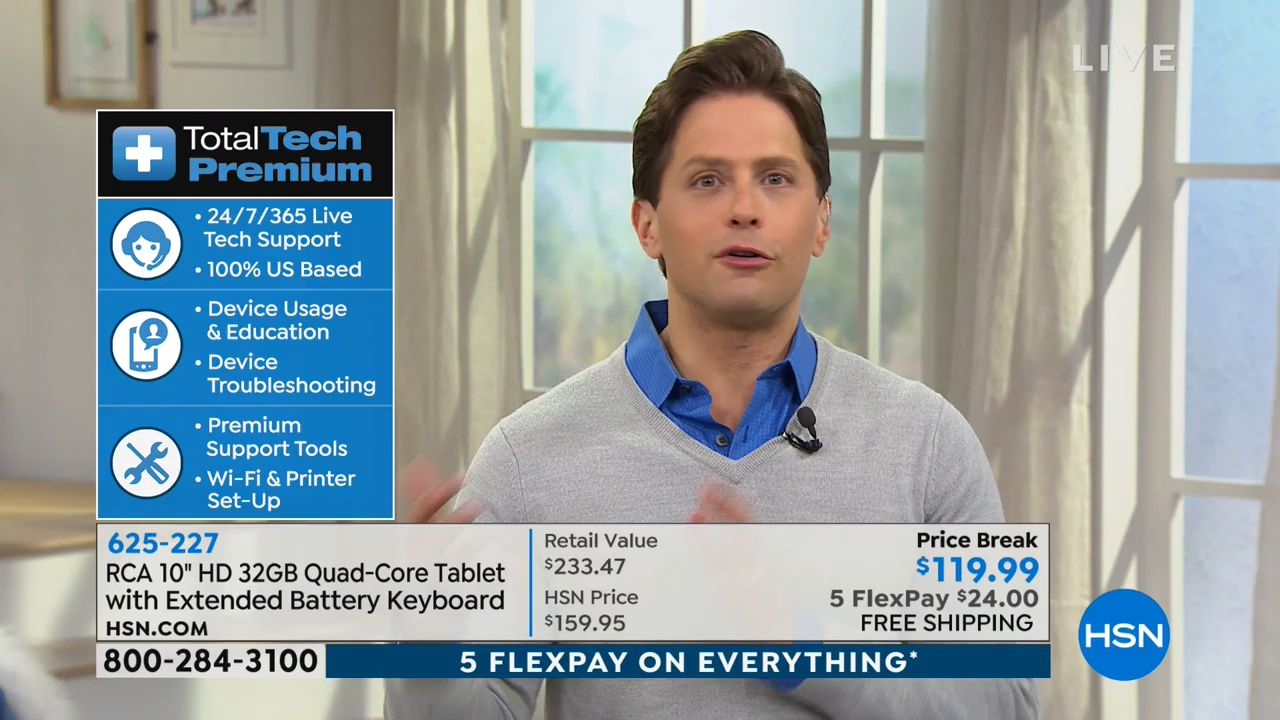 LIVE
TotalTech
Premium
• 24/7/365 Live
Tech Support
• 100% US Based
• Device Usage
& Education
• Device
Troubleshooting
• Premium
Support Tools
• Wi-Fi & Printer
Set-Up
625-227
RCA 10" HD 32GB Quad-Core Tablet
with Extended Battery Keyboard
HSN.COM
Retail Value
$233.47
HSN Price
$159.95
Price Break
$119.99
5 FlexPay $24.00
FREE SHIPPING
HSN
800-284-3100
5 FLEXPAY ON EVERYTHING*